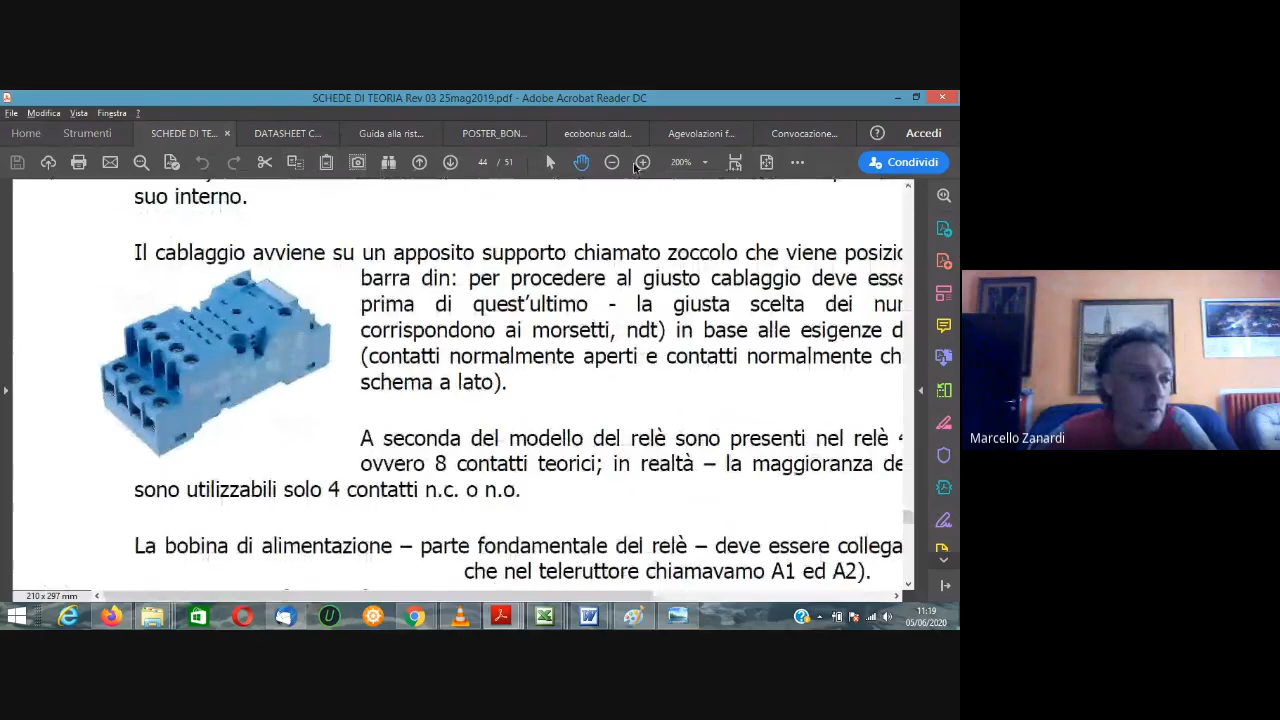 SCHEDE DI TEORIA Rev 03 25mag2019.pdf - Adobe Acrobat Reader DC
File Modifica Vista Finestra ?
Home Strumenti SCHEDE DI TE... × DATASHEET C... Guida alla rist... POSTER_BON... ecobonus cald... Agevolazioni f... Convocazione... Accedi
44 / 51 200% Condividi
suo interno.
Il cablaggio avviene su un apposito supporto chiamato zoccolo che viene posizio
barra din: per procedere al giusto cablaggio deve esse
prima di quest'ultimo - la giusta scelta dei nur
corrispondono ai morsetti, ndt) in base alle esigenze d
(contatti normalmente aperti e contatti normalmente ch
schema a lato).
A seconda del modello del relè sono presenti nel relè 4
ovvero 8 contatti teorici; in realtà – la maggioranza de
sono utilizzabili solo 4 contatti n.c. o n.o.
La bobina di alimentazione – parte fondamentale del relè – deve essere collega
che nel teleruttore chiamavamo A1 ed A2).
210 x 297 mm
11:19
05/06/2020
Marcello Zanardi